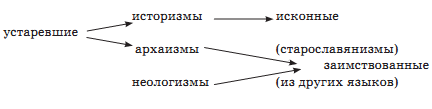 историзмы исконные
устаревшие
архаизмы (старославянизмы)
заимствованные
неологизмы (из других языков)